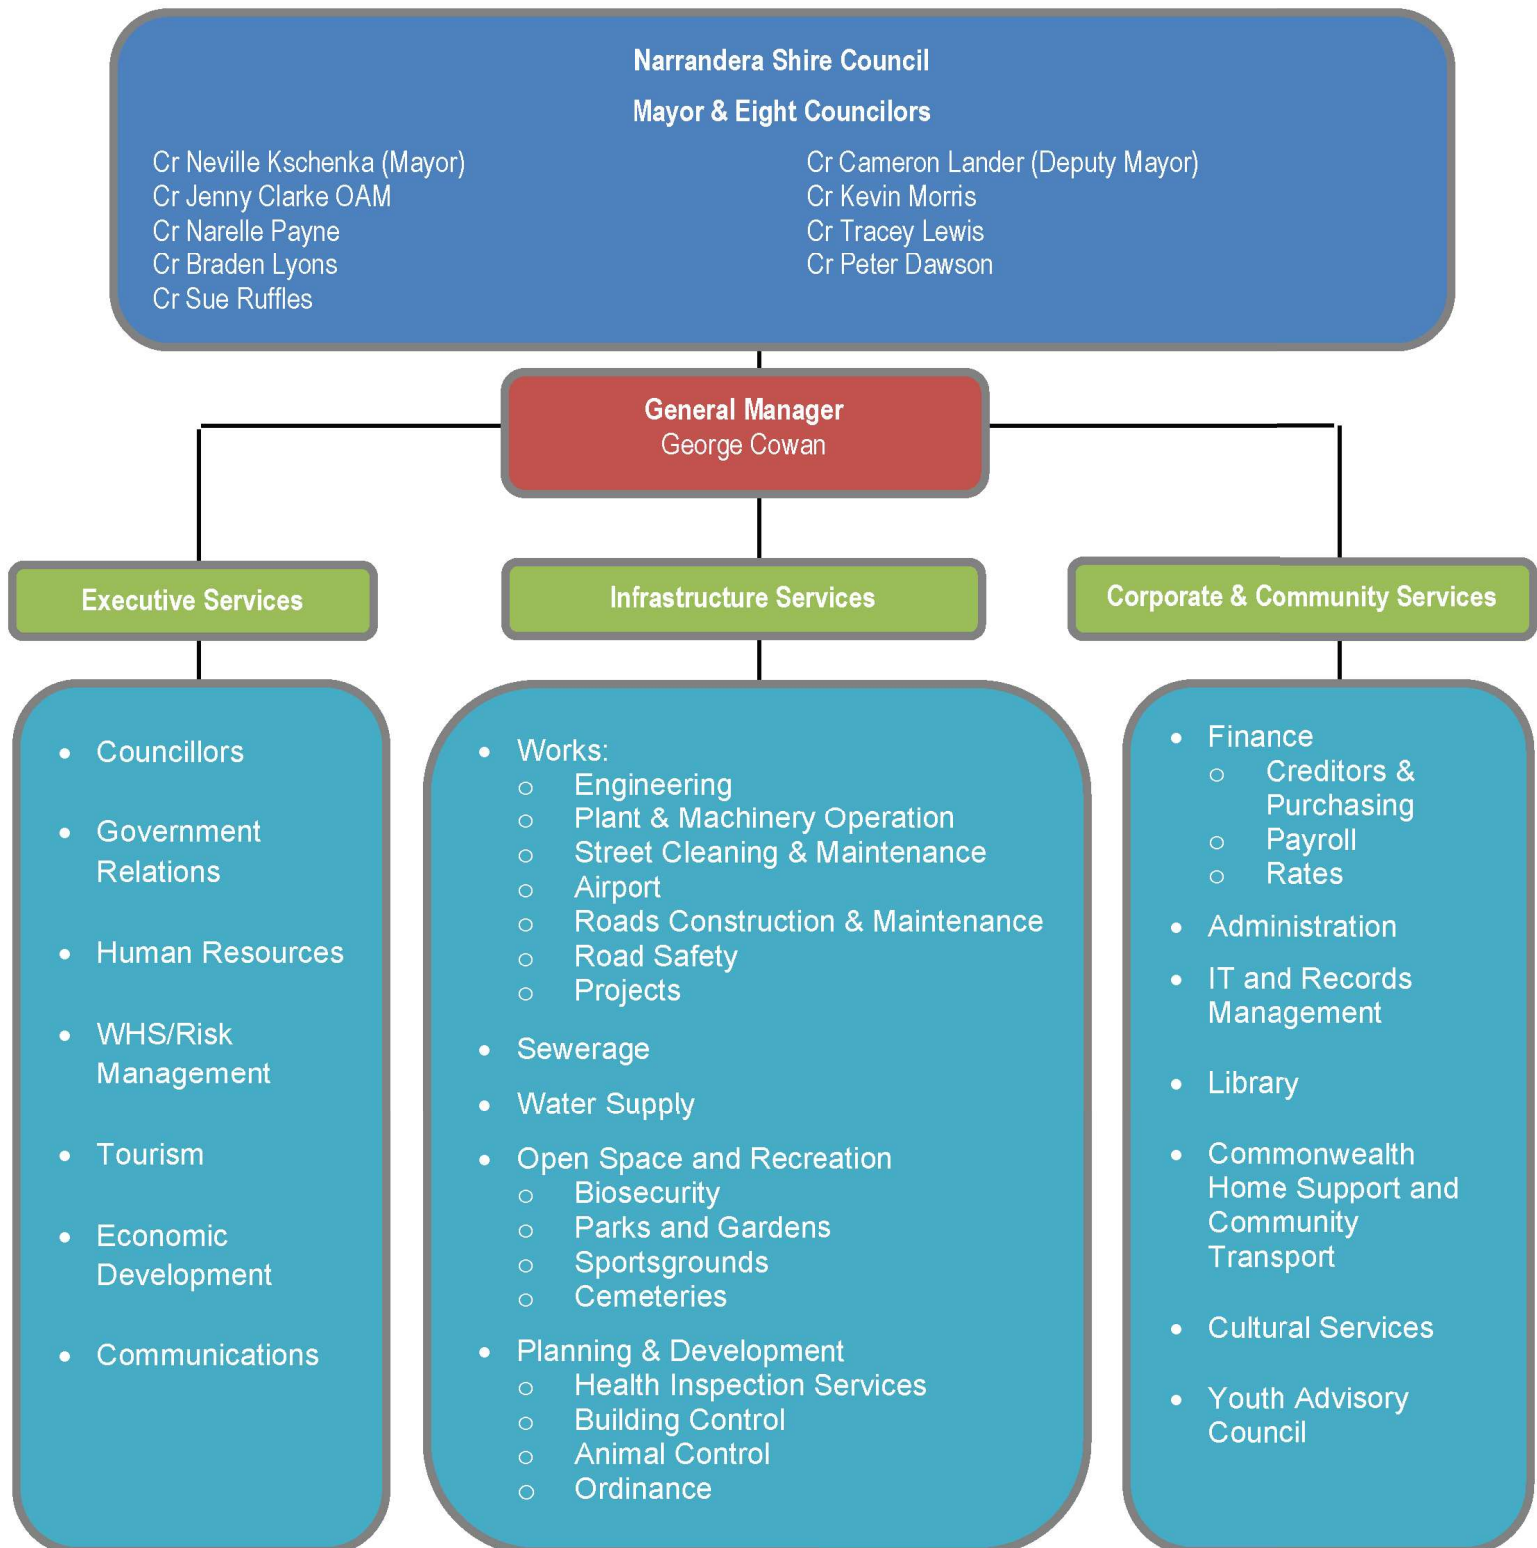 Narrandera Shire Council
Mayor & Eight Councilors
Cr Neville Kschenka (Mayor)
Cr Jenny Clarke OAM
Cr Narelle Payne
Cr Braden Lyons
Cr Sue Ruffles
Cr Cameron Lander (Deputy Mayor)
Cr Kevin Morris
Cr Tracey Lewis
Cr Peter Dawson
General Manager
George Cowan
Executive Services
• Councillors
• Government
Relations
• Human Resources
• WHS/Risk
Management
• Tourism
• Economic
Development
• Communications
Infrastructure Services
• Works:
o Engineering
o Plant & Machinery Operation
o Street Cleaning & Maintenance
o Airport
o Roads Construction & Maintenance
o Road Safety
o Projects
• Sewerage
• Water Supply
• Open Space and Recreation
o Biosecurity
o Parks and Gardens
o Sportsgrounds
o Cemeteries
• Planning & Development
o Health Inspection Services
o Building Control
o Animal Control
o Ordinance
Corporate & Community Services
• Finance
o Creditors &
Purchasing
o Payroll
o Rates
• Administration
• IT and Records
Management
• Library
• Commonwealth
Home Support and
Community
Transport
• Cultural Services
• Youth Advisory
Council